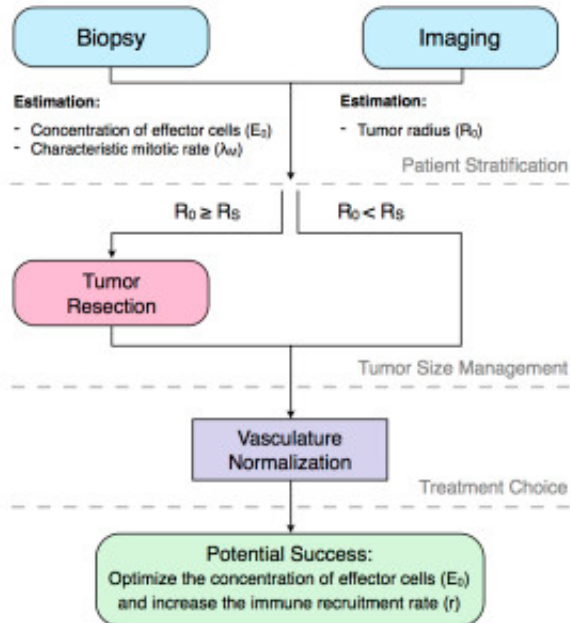 Biopsy
Imaging
Estimation:
- Concentration of effector cells (E₀)
- Characteristic mitotic rate (λM)
Estimation:
- Tumor radius (R₀)
Patient Stratification
R₀ ≥ RS
R₀ < RS
Tumor
Resection
Tumor Size Management
Vasculature
Normalization
Treatment Choice
Potential Success:
Optimize the concentration of effector cells (E₀)
and increase the immune recruitment rate (r)